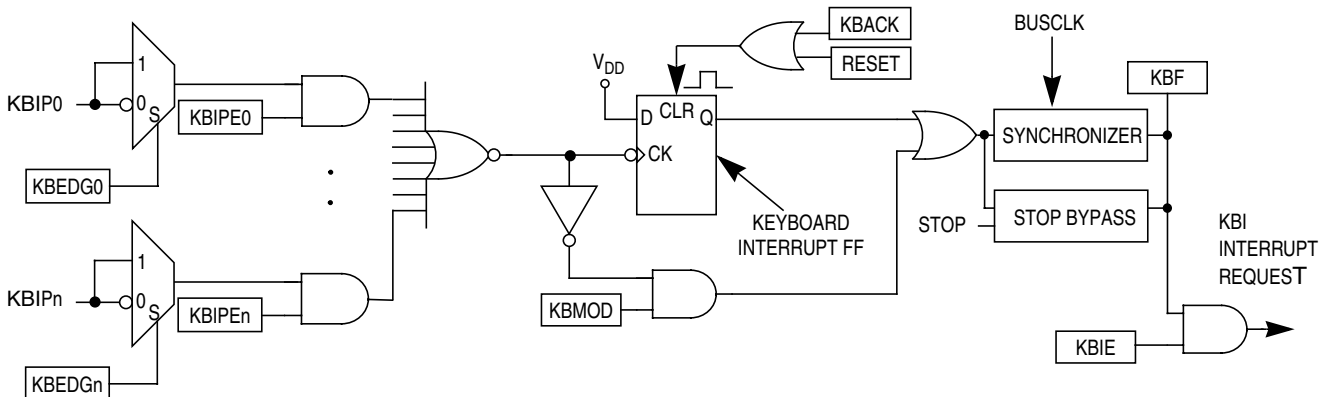 KBACK
RESET
BUSCLK
VDD
KBF
1
KBIP0
0
S
KBIPE0
D
CLR
Q
CK
SYNCHRONIZER
KBEDG0
KEYBOARD
INTERRUPT FF
STOP
STOP BYPASS
KBI
INTERRUPT
REQUEST
1
KBIPn
0
S
KBIPEn
KBMOD
KBIE
KBEDGn